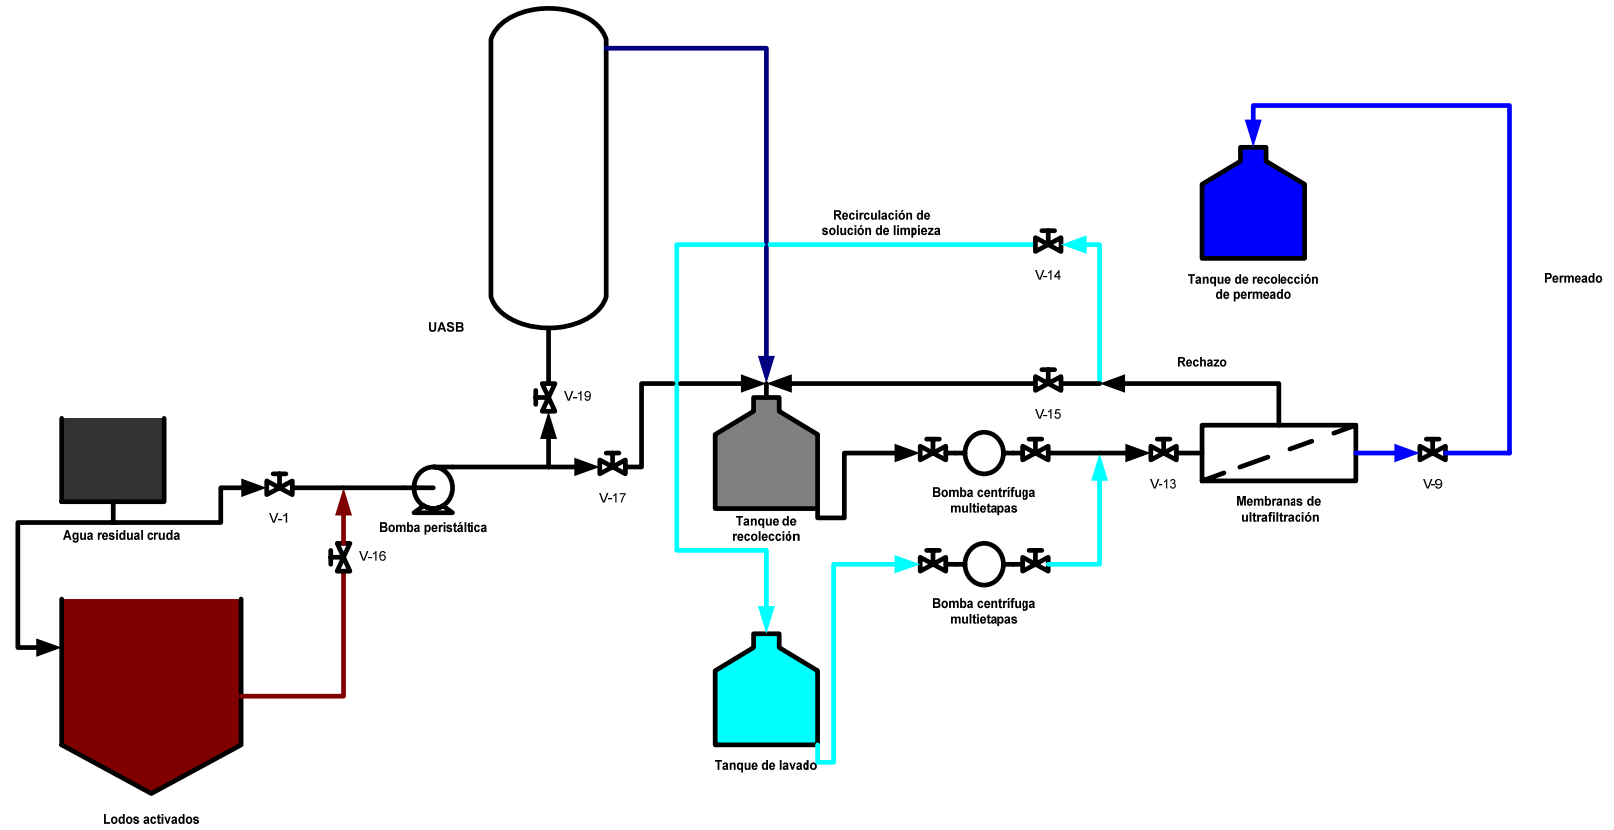 Recirculación de
solución de limpieza
V-14
Tanque de recolección
de permeado
Permeado
UASB
Rechazo
V-19
V-15
V-1
Bomba peristáltica
V-17
Agua residual cruda
V-16
Tanque de
recolección
Bomba centrífuga
multietapas
V-13
Membranas de
ultrafiltración
V-9
Bomba centrífuga
multietapas
Tanque de lavado
Lodos activados